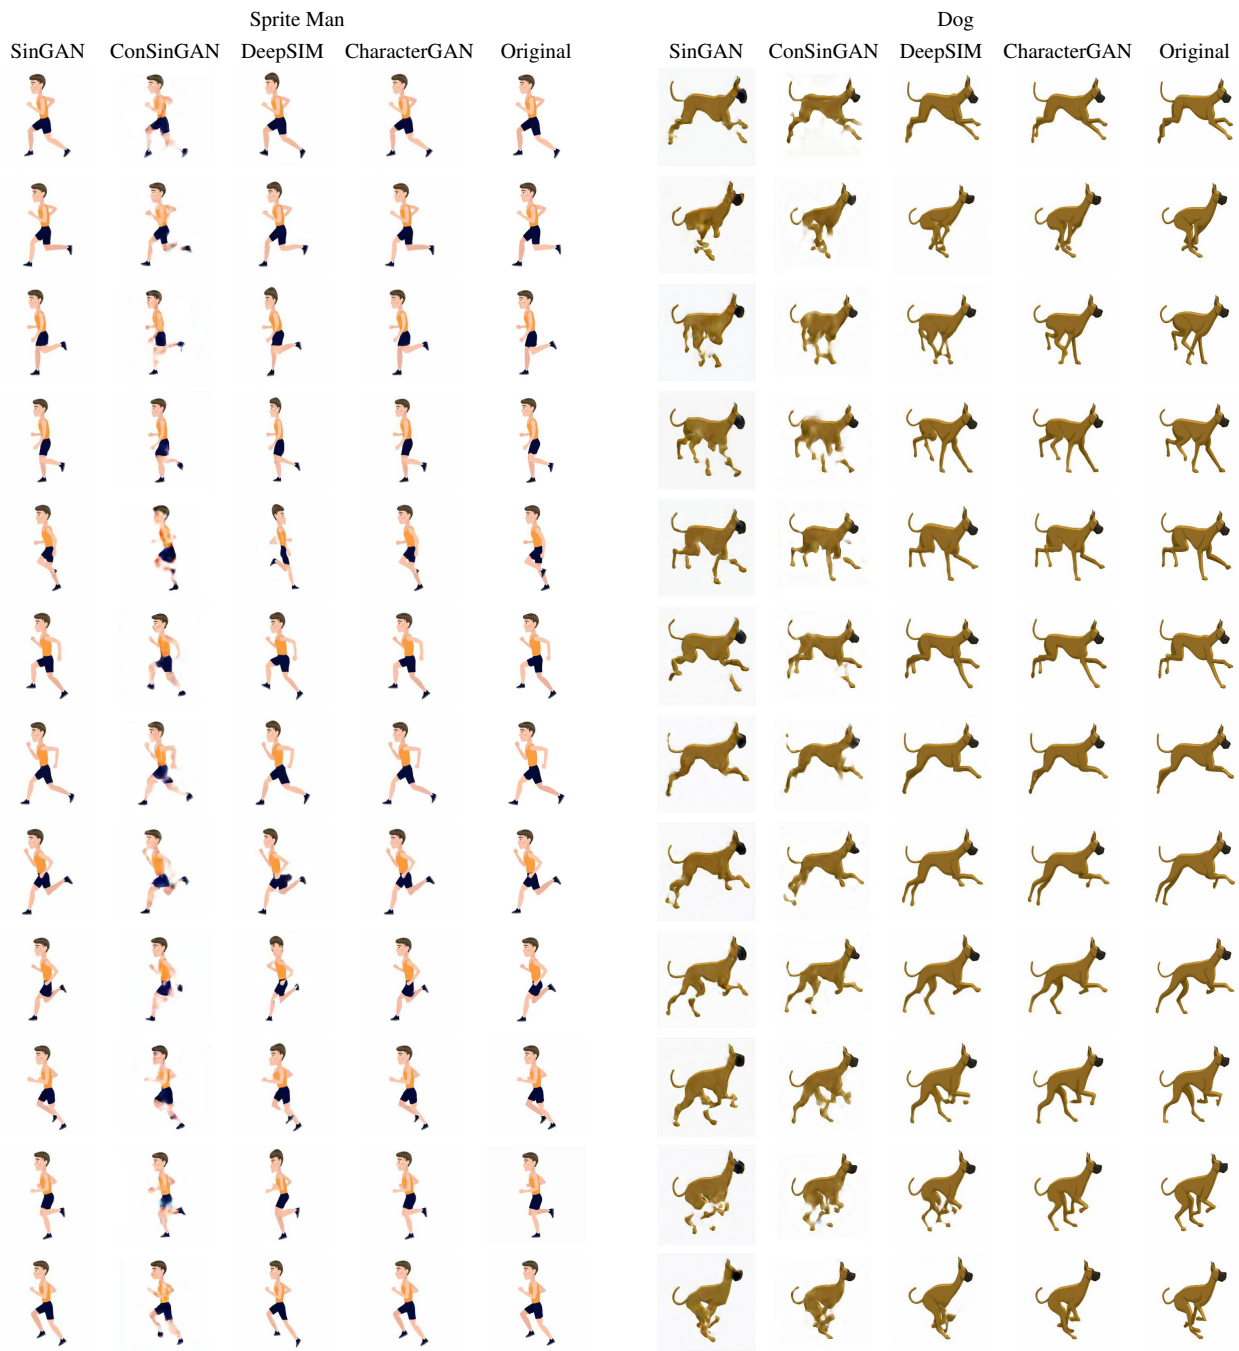 Sprite Man
SinGAN ConSinGAN DeepSIM CharacterGAN Original
Dog
SinGAN ConSinGAN DeepSIM CharacterGAN Original